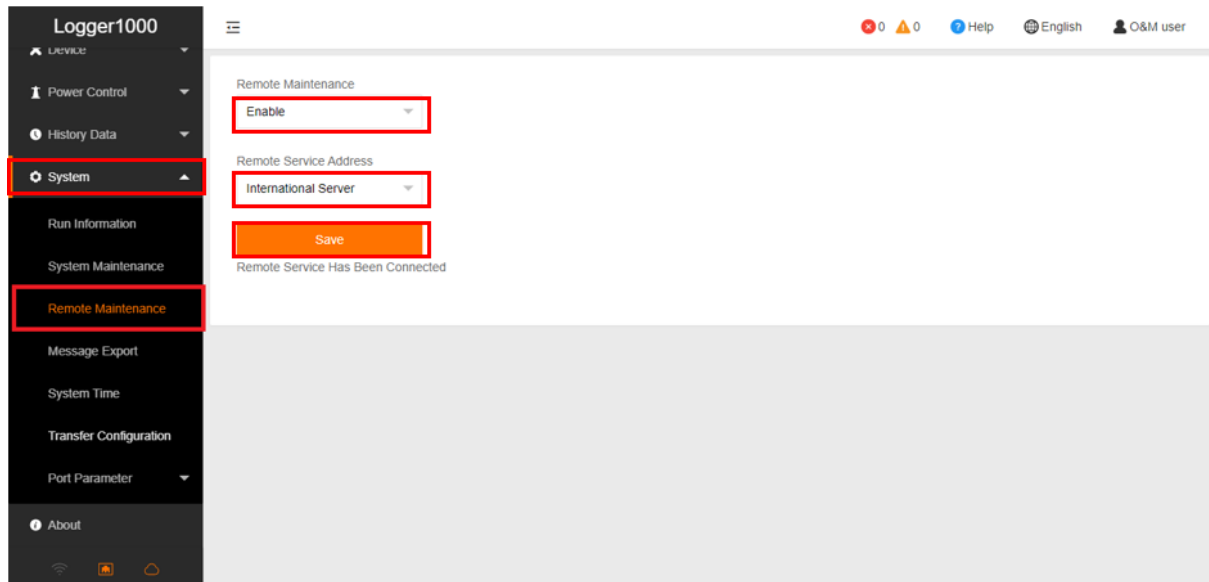 Logger1000
0 0 Help English O&M user
Device
Power Control
History Data
System
Run Information
System Maintenance
Remote Maintenance
Message Export
System Time
Transfer Configuration
Port Parameter
About
Remote Maintenance
Enable
Remote Service Address
International Server
Save
Remote Service Has Been Connected